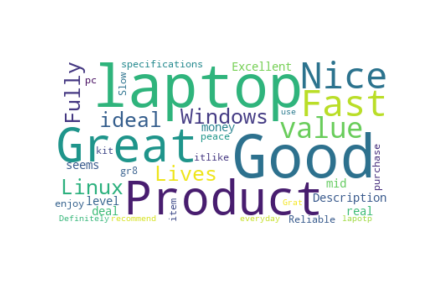 specifications
Excellent
Nice
pc
Slow
laptop
Fully
Fast
Windows
ideal
value
money
use
Great
Good
peace
kit
itlike
seems
gr8
Lives
mid
purchase
Linux
Product
Description
enjoy
level
item
Grat
deal
real
Definitely
recommend
everyday
Reliable
lapotp